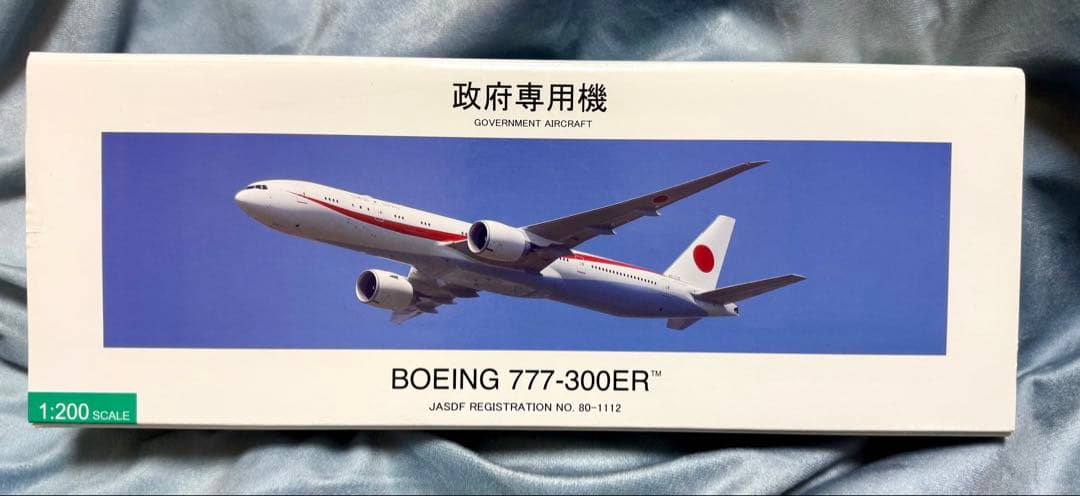 政府専用機
GOVERNMENT AIRCRAFT
BOEING 777-300ER™
JASDF REGISTRATION NO. 80-1112
1:200 SCALE